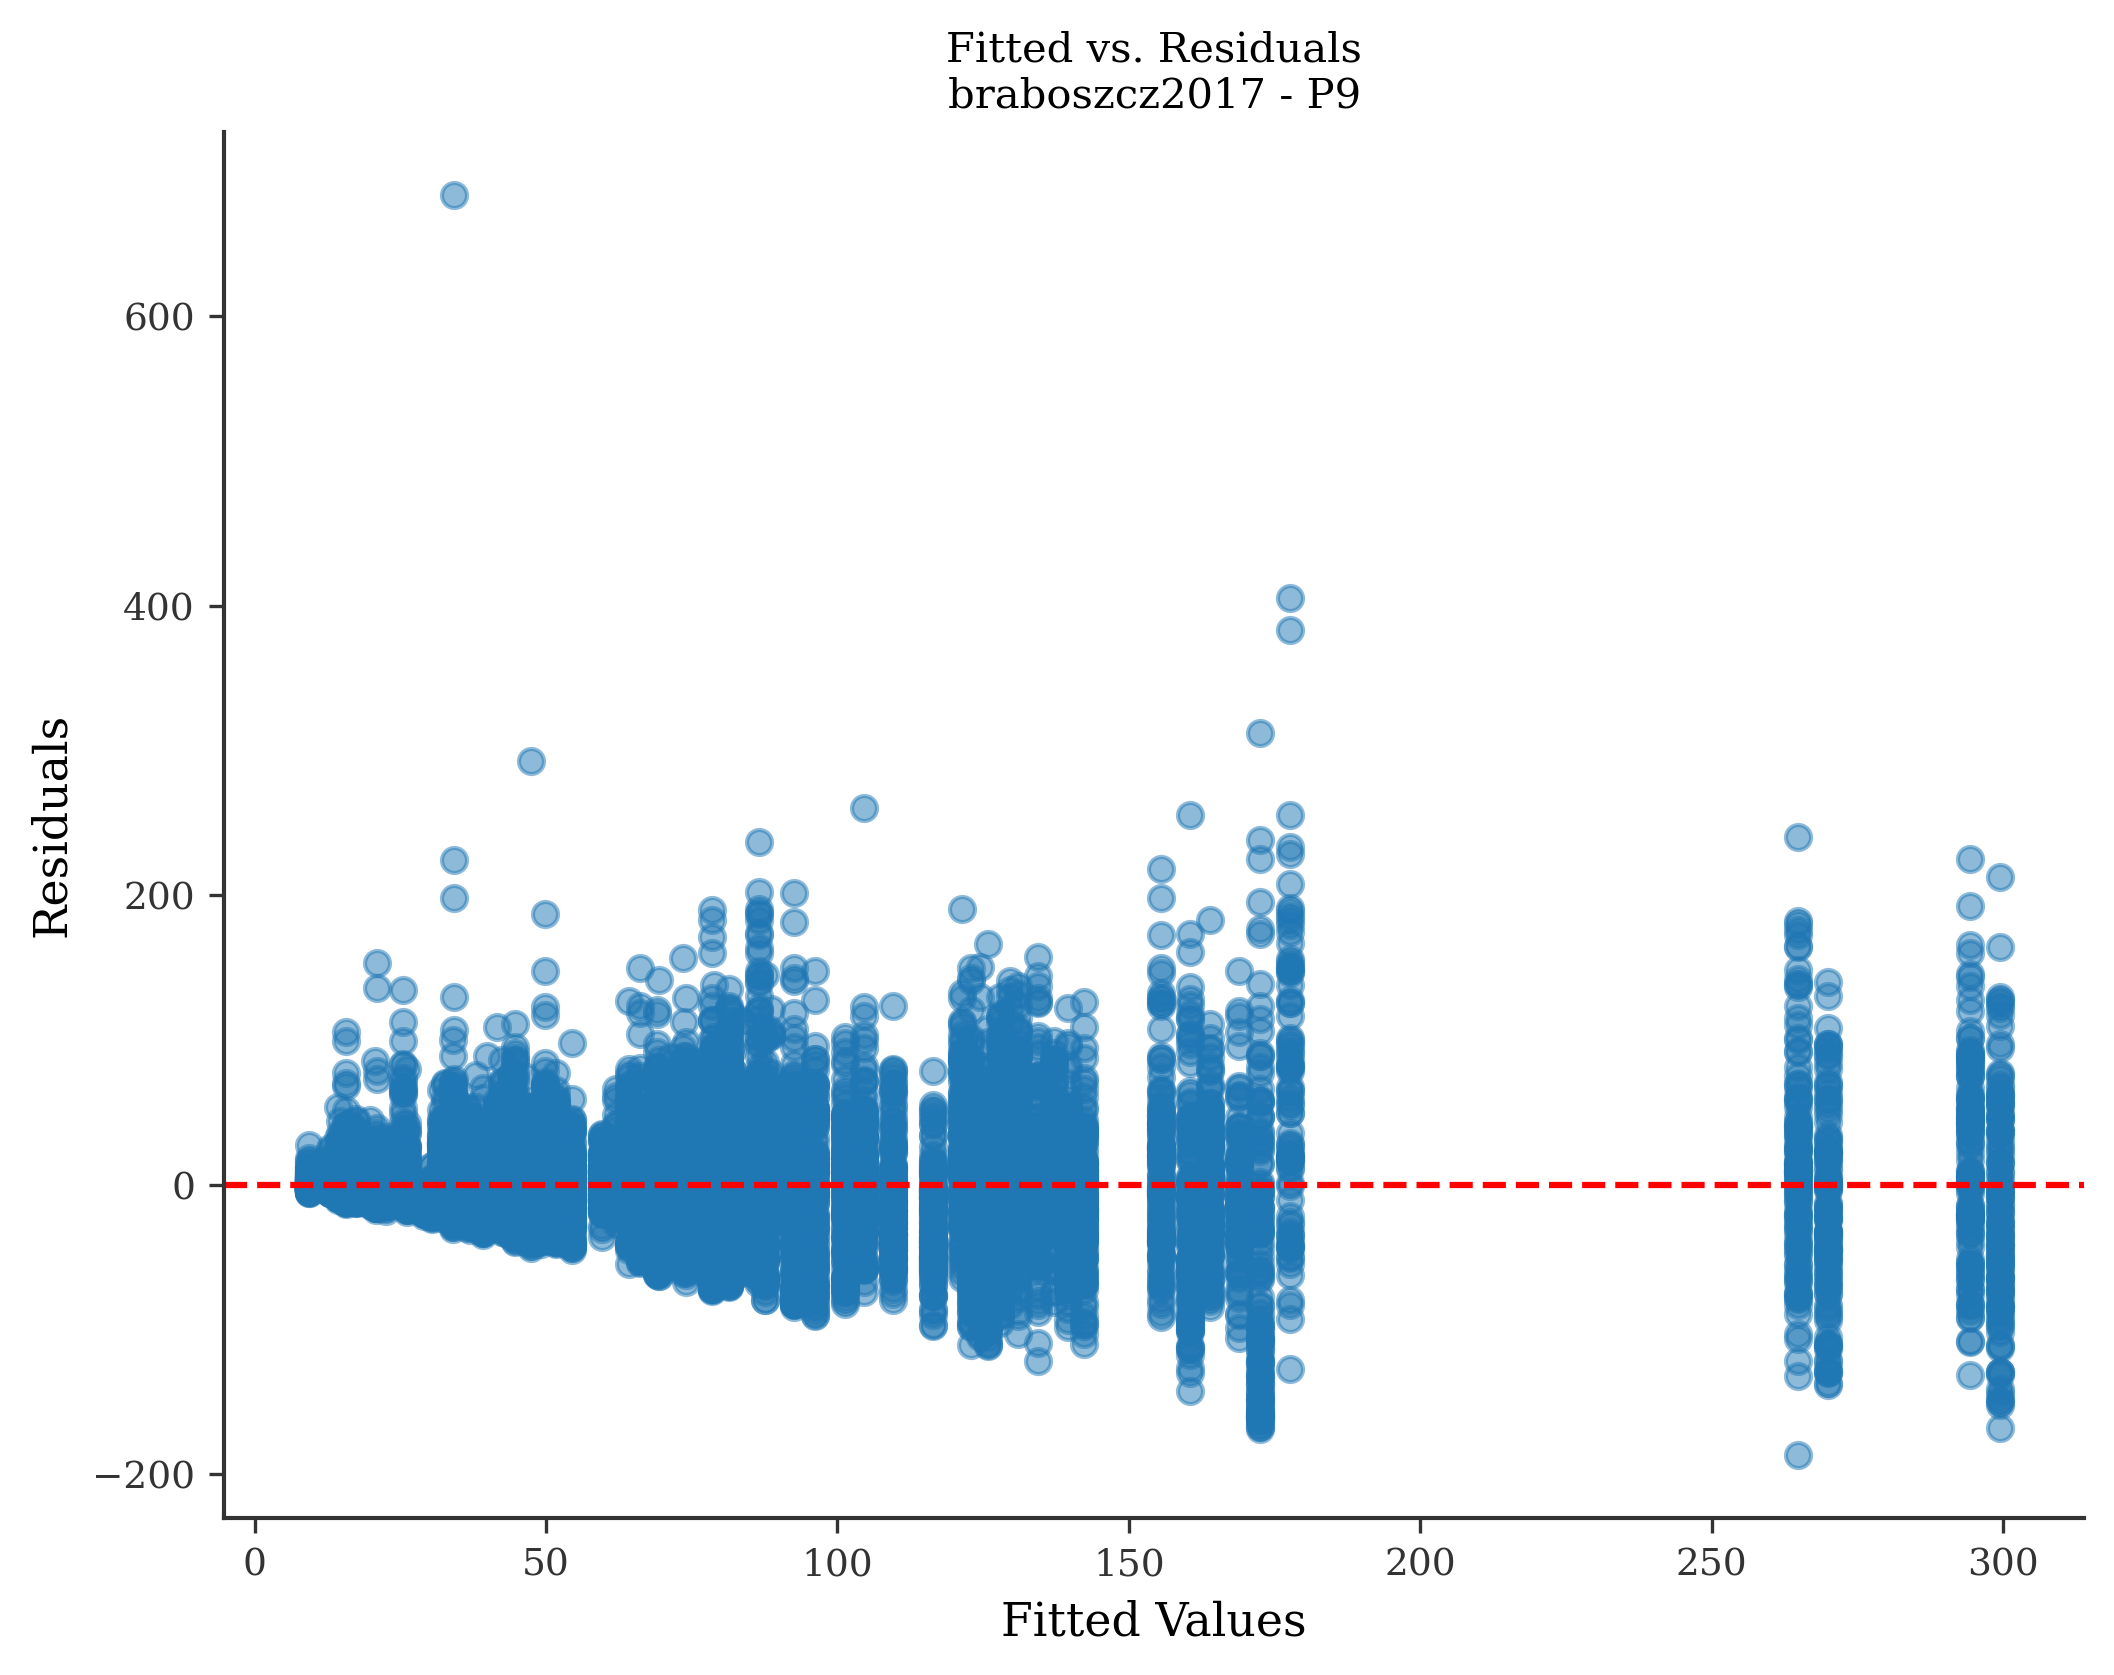 Fitted vs. Residuals
braboszcz2017 - P9
Residuals
600
400
200
0
−200
0 50 100 150 200 250 300
Fitted Values